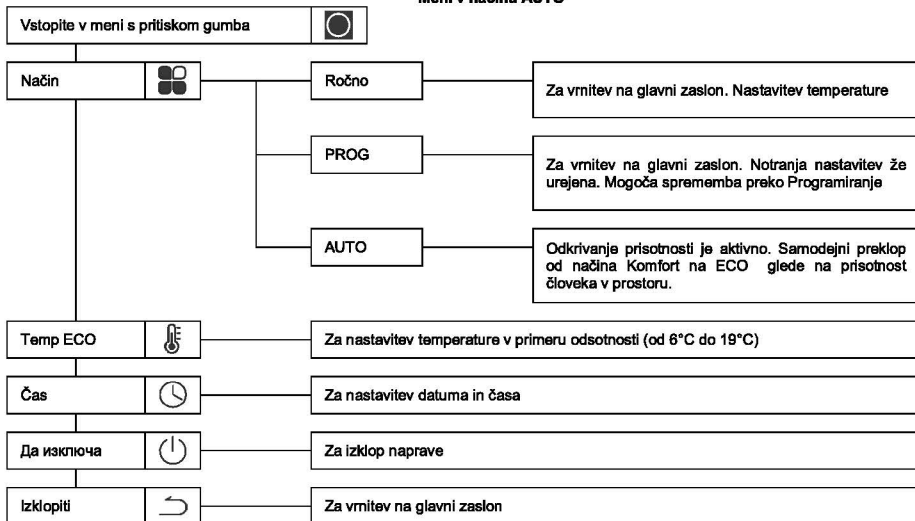 Meni v načinu AUTO
Vstopite v meni s pritiskom gumba
Način
Ročno
Za vrnitev na glavni zaslon. Nastavitev temperature
PROG
Za vrnitev na glavni zaslon. Notranja nastavitev že
urejena. Mogoča sprememba preko Programiranje
AUTO
Odkrivanje prisotnosti je aktivno. Samodejni preklop
od načina Komfort na ECO glede na prisotnost
človeka v prostoru.
Temp ECO
Za nastavitev temperature v primeru odsotnosti (od 6°C do 19°C)
Čas
Za nastavitev datuma in časa
Да изключа
Za izklop naprave
Izklopiti
Za vrnitev na glavni zaslon